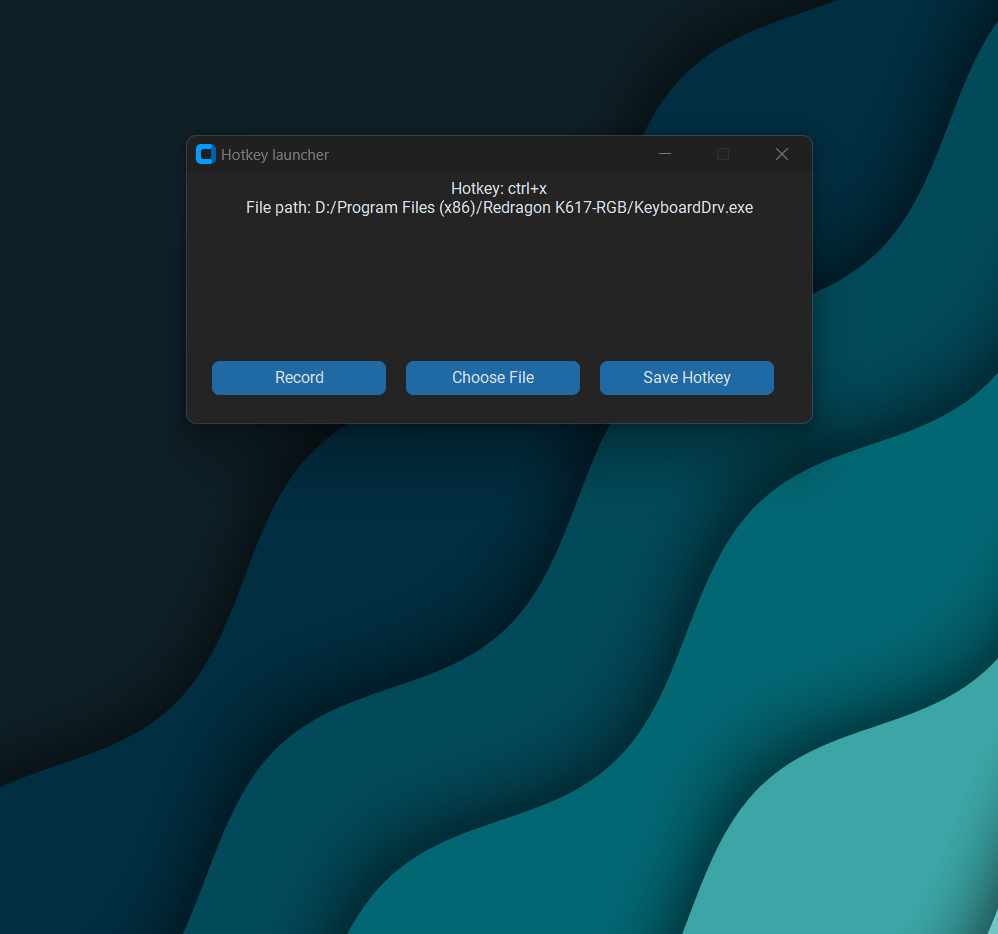 Hotkey launcher
Hotkey: ctrl+x
File path: D:/Program Files (x86)/Redragon K617-RGB/KeyboardDrv.exe
Record
Choose File
Save Hotkey